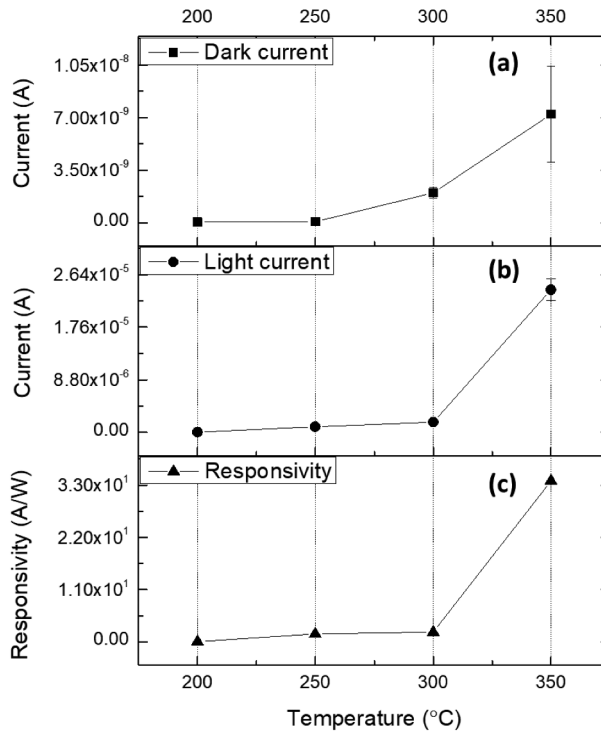 200 250 300 350
Dark current
(a)
1.05x10⁻⁸
7.00x10⁻⁹
3.50x10⁻⁹
0.00
Current (A)
Light current
(b)
2.64x10⁻⁵
1.76x10⁻⁵
8.80x10⁻⁶
0.00
Current (A)
Responsivity
(c)
3.30x10¹
2.20x10¹
1.10x10¹
0.00
Responsivity (A/W)
200 250 300 350
Temperature (°C)